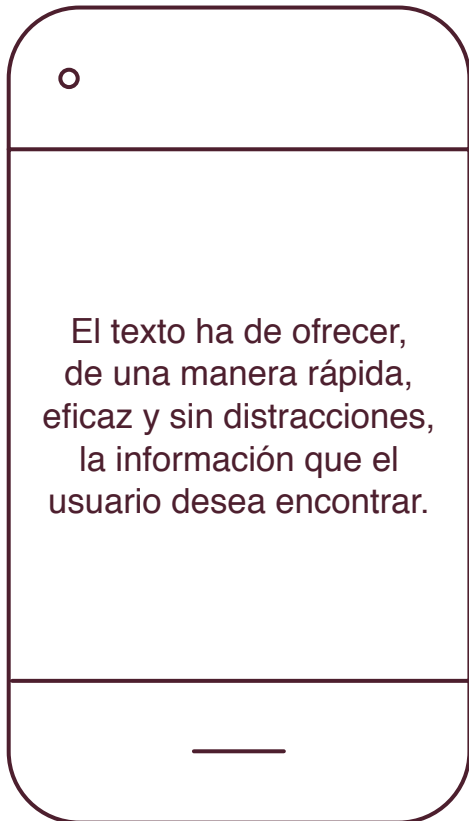 El texto ha de ofrecer,
de una manera rápida,
eficaz y sin distracciones,
la información que el
usuario desea encontrar.